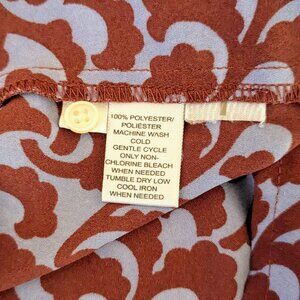 100% POLYESTER/
POLIÉSTER
MACHINE WASH
COLD
GENTLE CYCLE
ONLY NON-
CHLORINE BLEACH
WHEN NEEDED
TUMBLE DRY LOW
COOL IRON
WHEN NEEDED